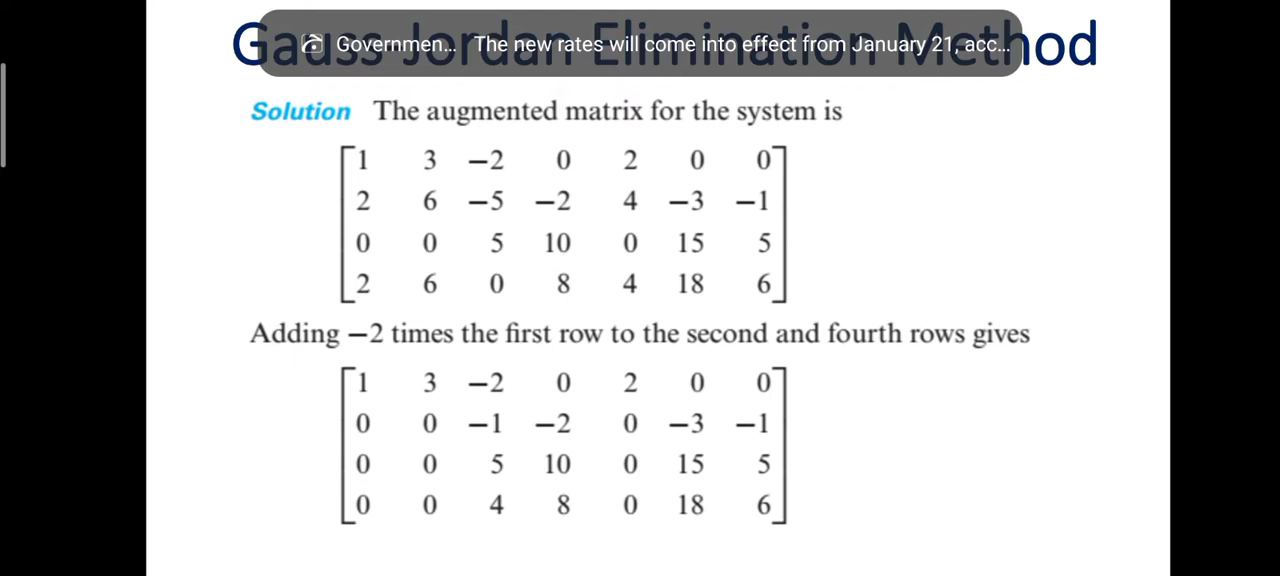 Gauss-Jordan Elimination Method
Governmen... The new rates will come into effect from January 21, acc...
Solution The augmented matrix for the system is
1 3 −2 0 2 0 0
2 6 −5 −2 4 −3 −1
0 0 5 10 0 15 5
2 6 0 8 4 18 6
Adding −2 times the first row to the second and fourth rows gives
1 3 −2 0 2 0 0
0 0 −1 −2 0 −3 −1
0 0 5 10 0 15 5
0 0 4 8 0 18 6